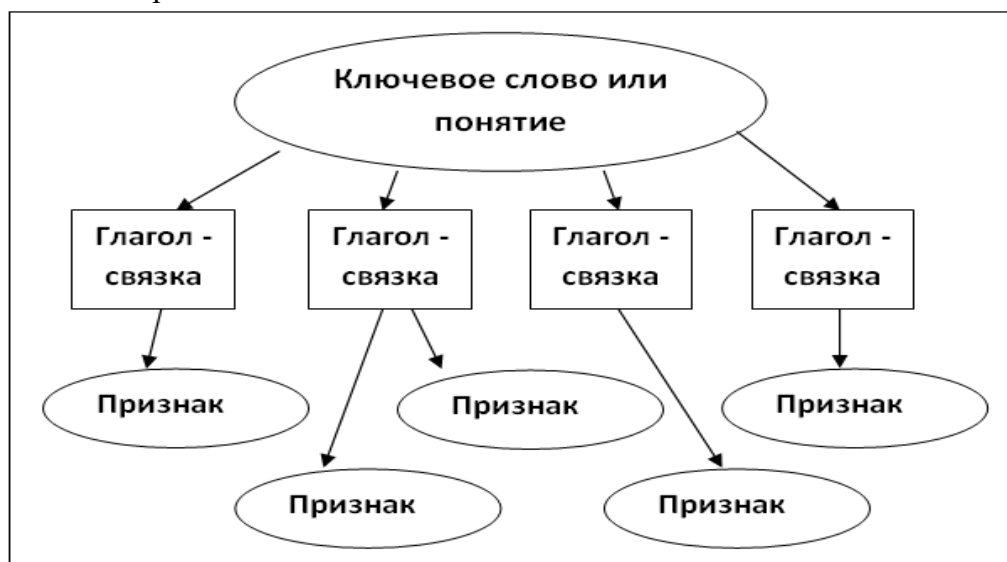 Ключевое слово или
понятие
Глагол -
связка
Глагол -
связка
Глагол -
связка
Глагол -
связка
Признак
Признак
Признак
Признак
Признак